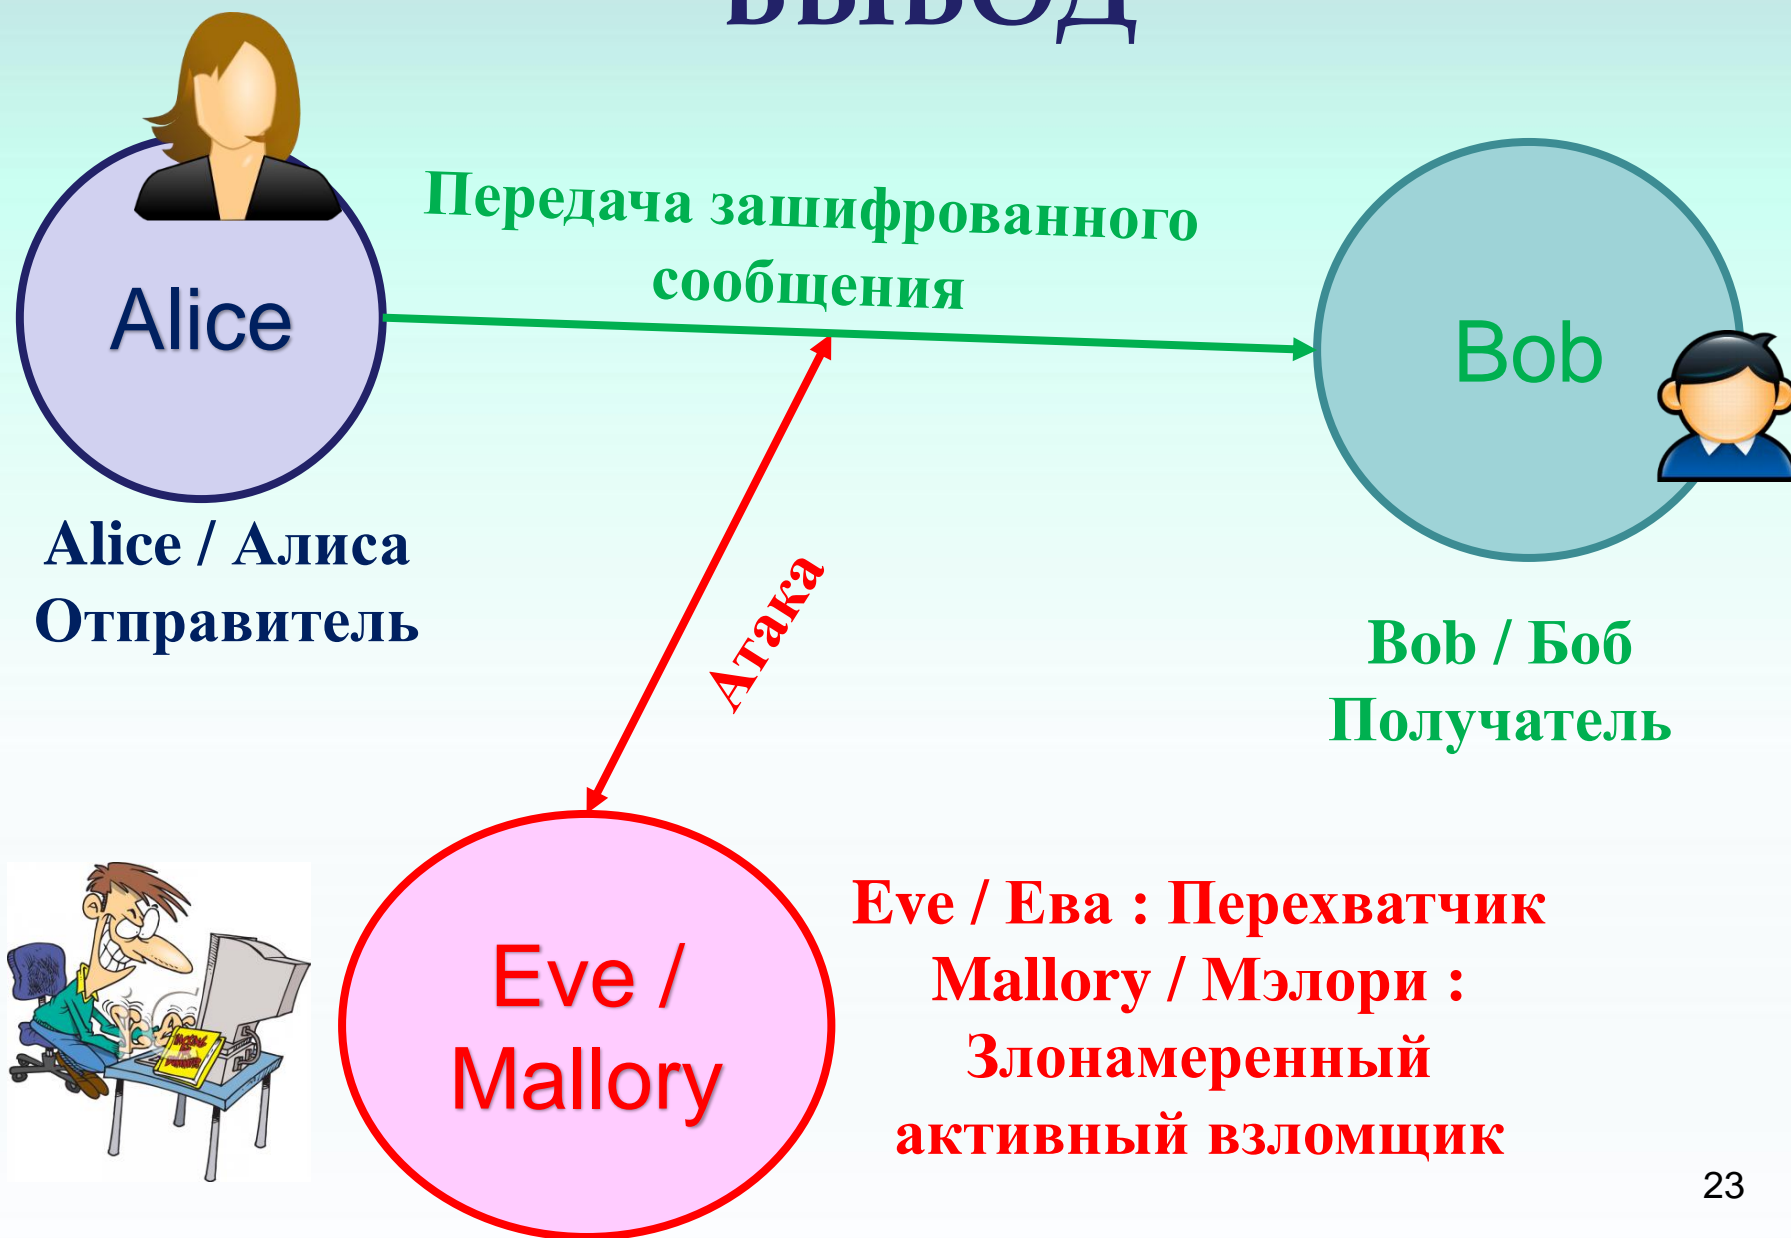 ВЫВОД
Передача зашифрованного
сообщения
Alice
Bob
Alice / Алиса
Отправитель
Атака
Bob / Боб
Получатель
Eve /
Mallory
Eve / Ева : Перехватчик
Mallory / Мэлори :
Злонамеренный
активный взломщик
23